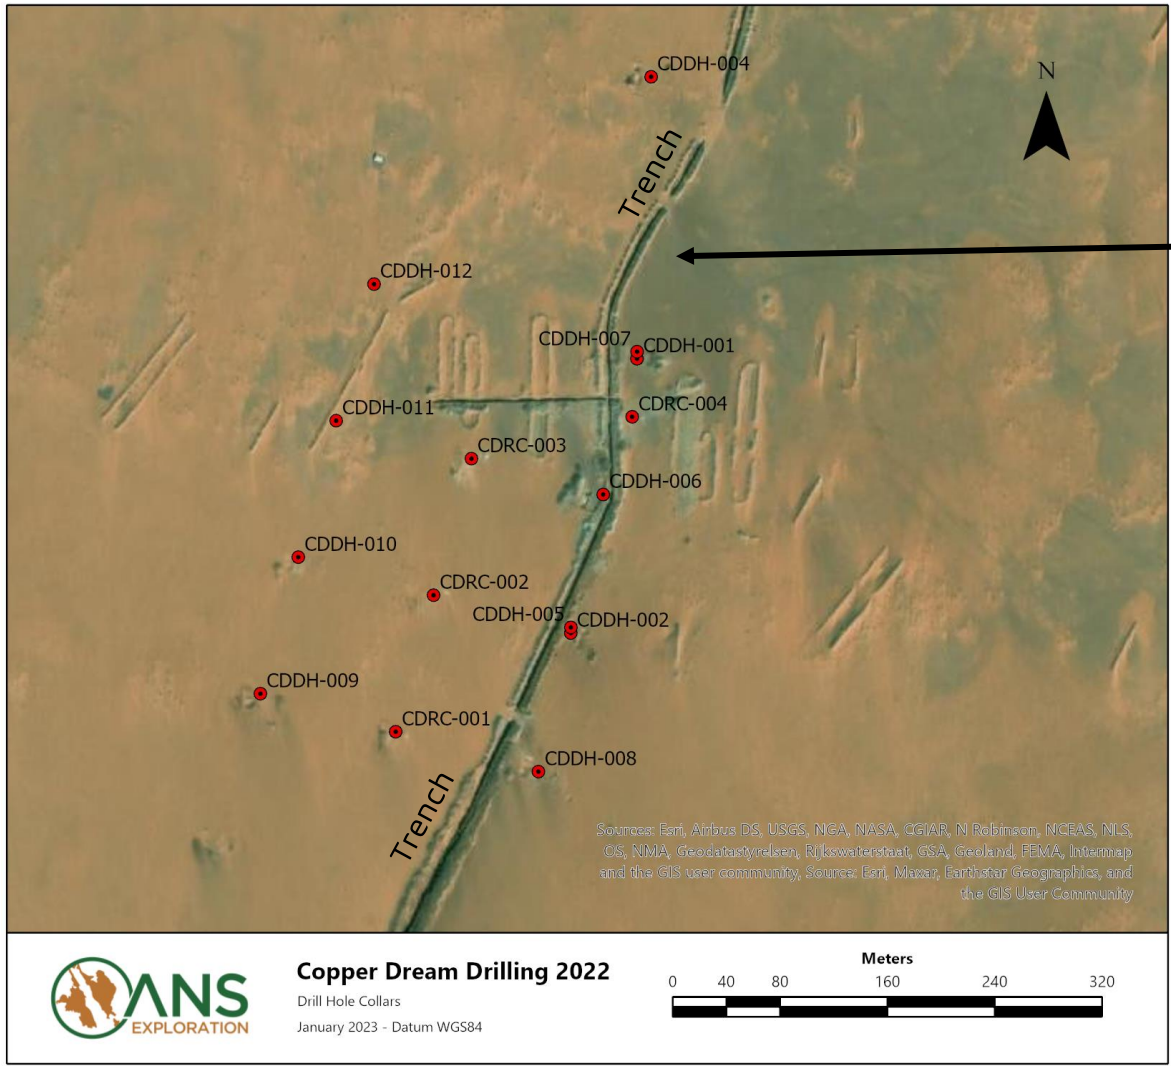 CDDH-004
N
Trench
CDDH-012
CDDH-007
CDDH-001
CDDH-011
CDRC-004
CDRC-003
CDDH-006
CDDH-010
CDRC-002
CDDH-005
CDDH-002
CDDH-009
CDRC-001
CDDH-008
Trench
Sources: Esri, Airbus DS, USGS, NGA, NASA, CGIAR, N Robinson, NCEAS, NLS,
OS, NMA, Geodatastyrelsen, Rijkswaterstaat, GSA, Geoland, FEMA, Intermap
and the GIS user community, Source: Esri, Maxar, Earthstar Geographics, and
the GIS User Community
ANS
EXPLORATION
Copper Dream Drilling 2022
Drill Hole Collars
January 2023 - Datum WGS84
Meters
0 40 80 160 240 320